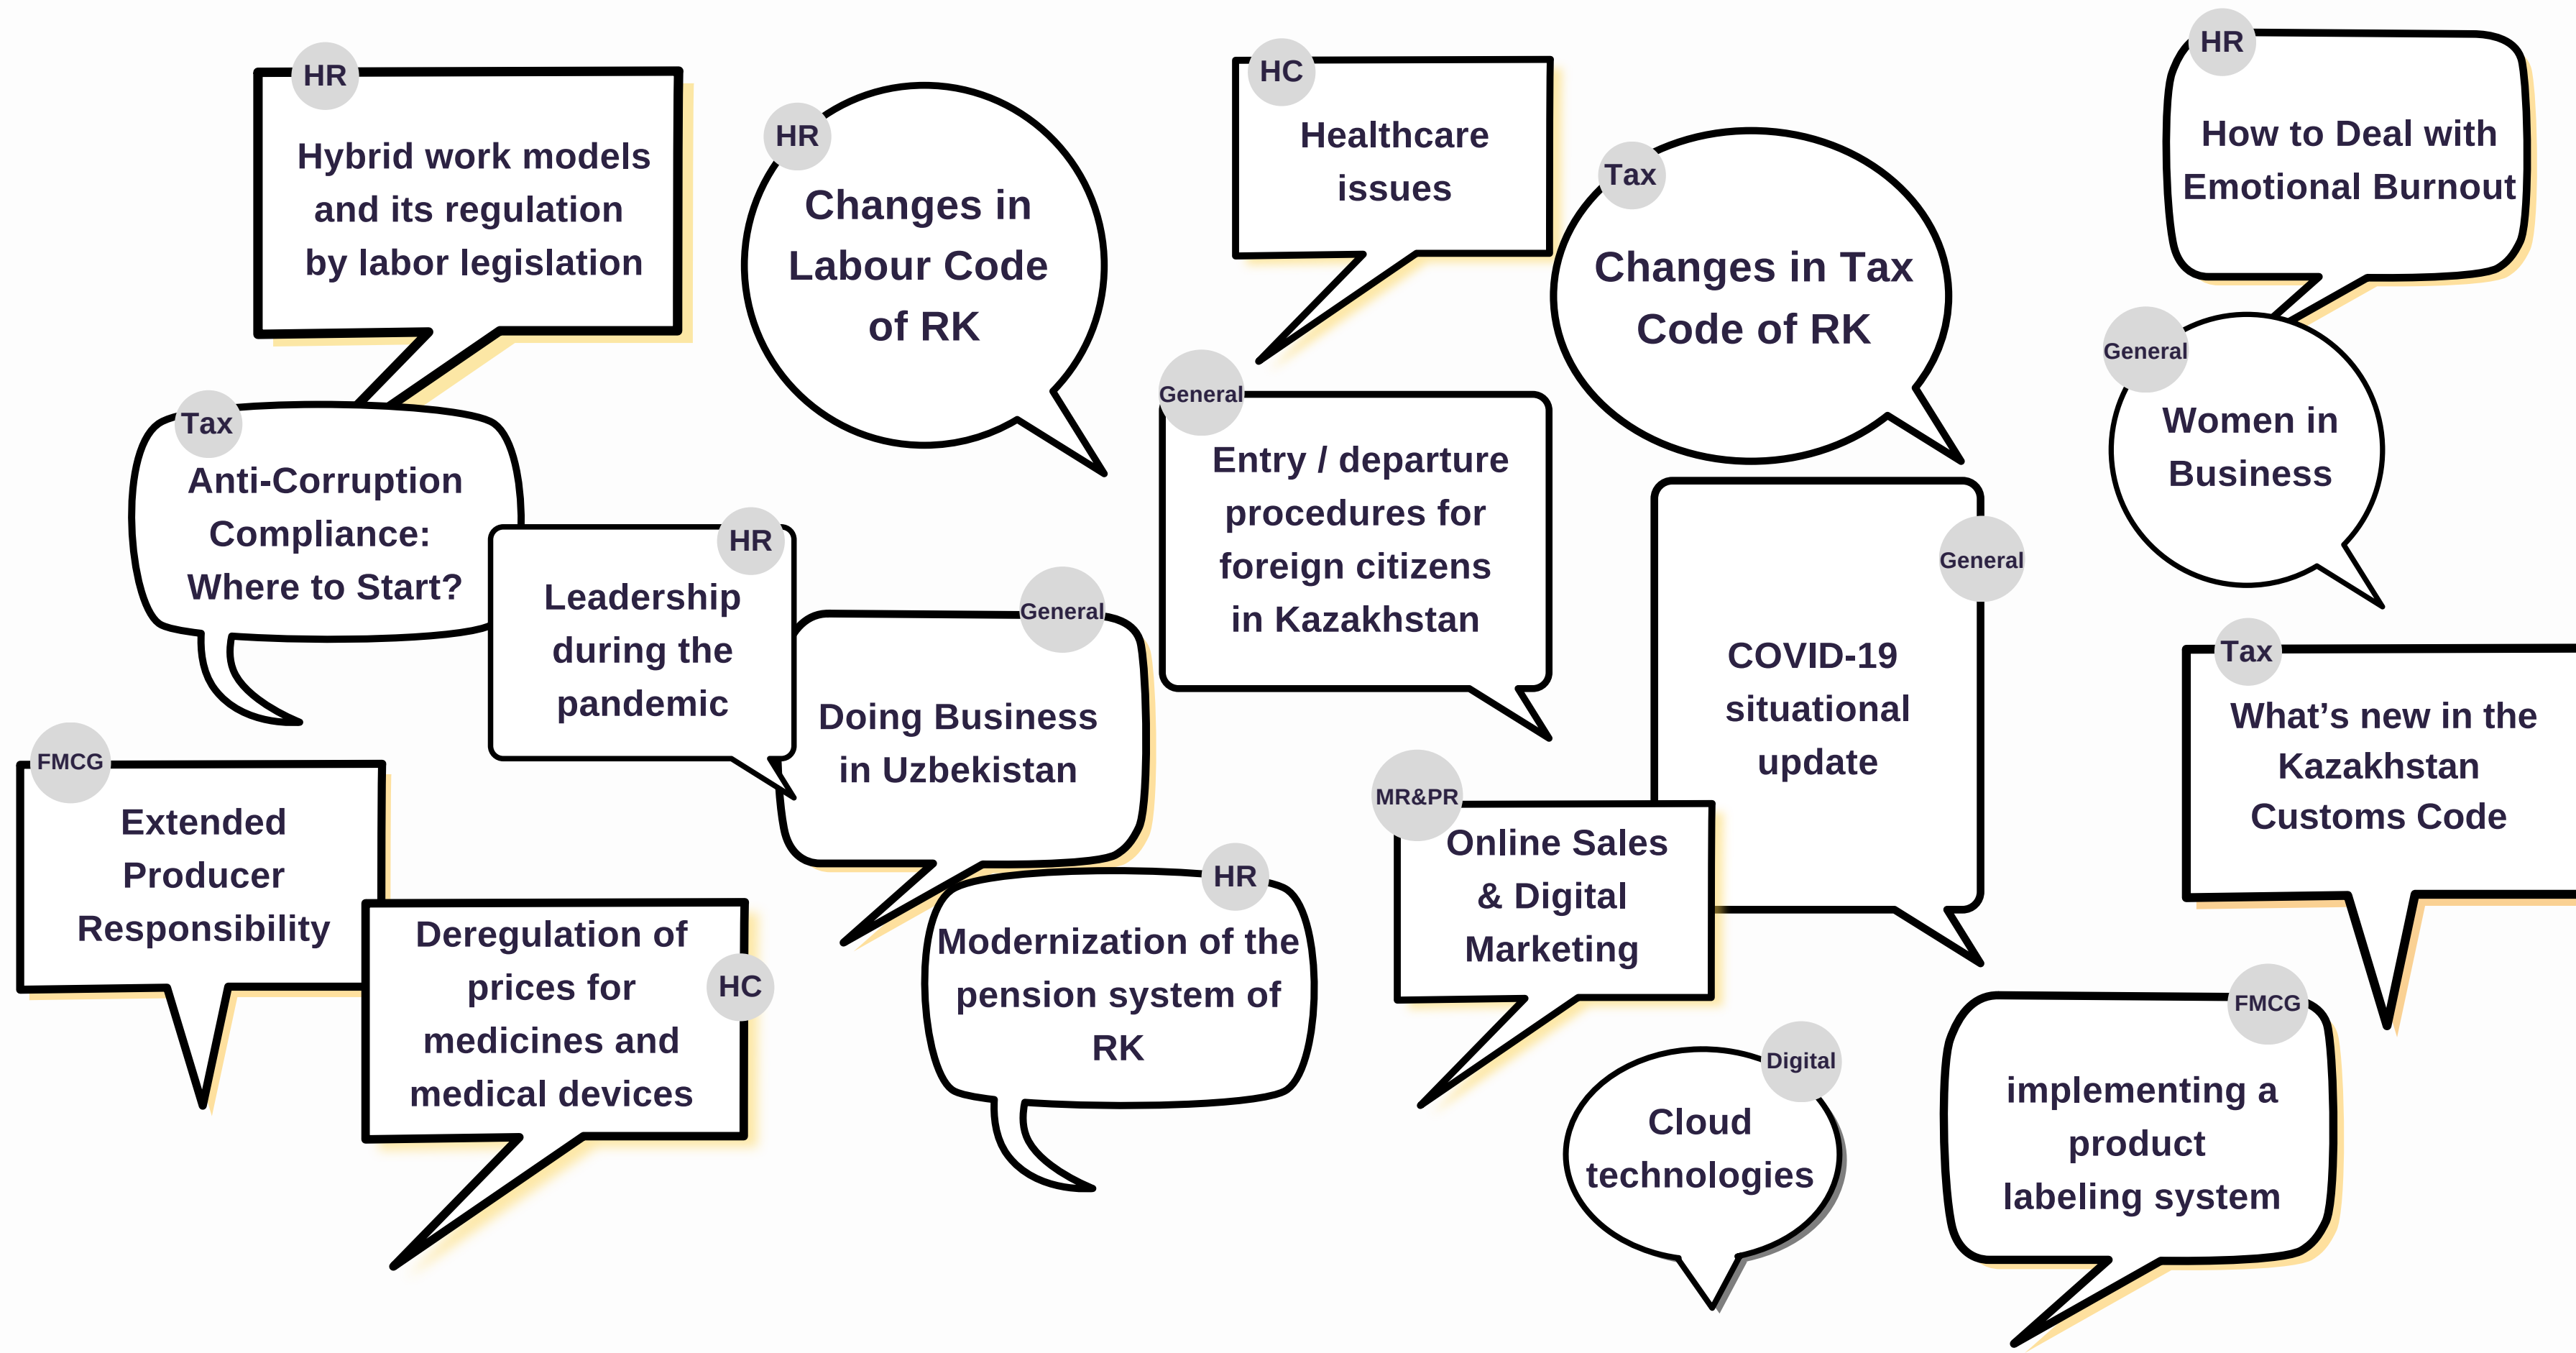 HR
Hybrid work models
and its regulation
by labor legislation
HR
Changes in
Labour Code
of RK
HC
Healthcare
issues
Tax
Changes in Tax
Code of RK
HR
How to Deal with
Emotional Burnout
Tax
Anti-Corruption
Compliance:
Where to Start?
HR
Leadership
during the
pandemic
General
Doing Business
in Uzbekistan
General
Entry / departure
procedures for
foreign citizens
in Kazakhstan
General
COVID-19
situational
update
General
Women in
Business
Tax
What’s new in the
Kazakhstan
Customs Code
FMCG
Extended
Producer
Responsibility
HC
Deregulation of
prices for
medicines and
medical devices
HR
Modernization of the
pension system of
RK
MR&PR
Online Sales
& Digital
Marketing
Digital
Cloud
technologies
FMCG
implementing a
product
labeling system